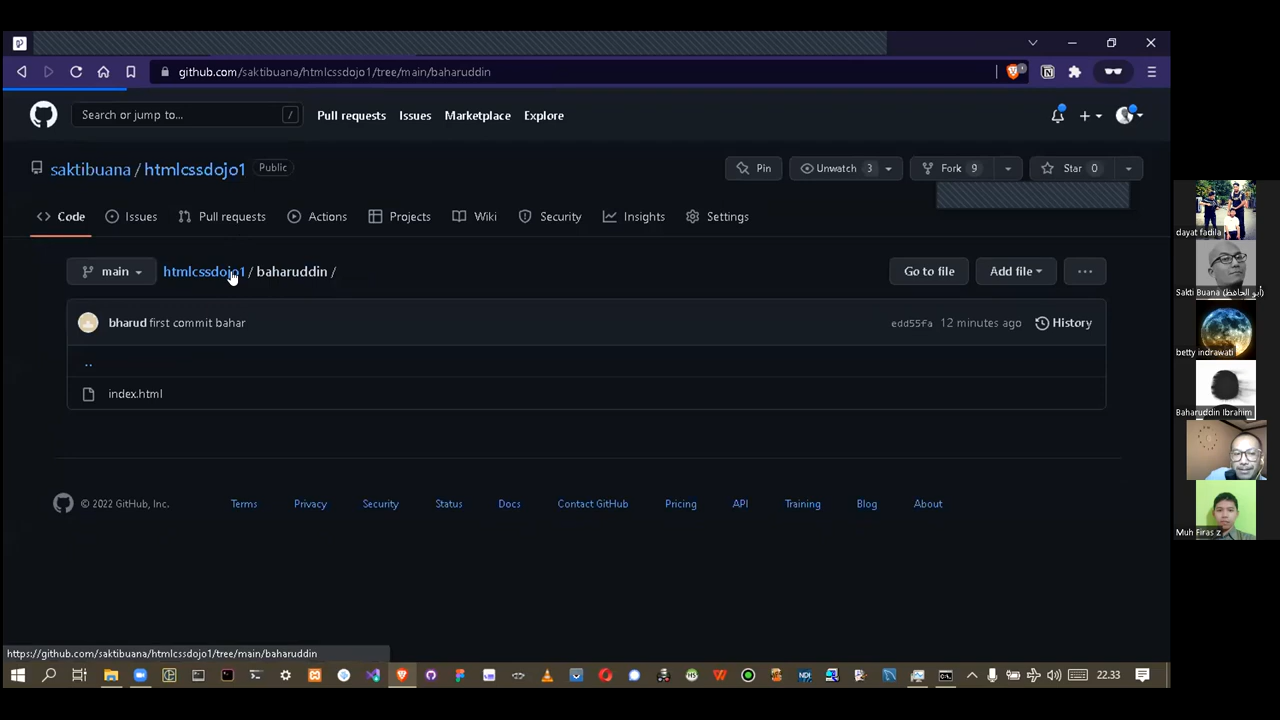 github.com/saktibuana/htmlcssdojo1/tree/main/baharuddin
Search or jump to... /
Pull requests Issues Marketplace Explore
saktibuana / htmlcssdojo1 Public
Pin Unwatch 3 Fork 9 Star 0
Code Issues Pull requests Actions Projects Wiki Security Insights Settings
main htmlcssdojo1 / baharuddin /
Go to file Add file ...
bharud first commit bahar edd55fa 12 minutes ago History
..
index.html
© 2022 GitHub, Inc. Terms Privacy Security Status Docs Contact GitHub Pricing API Training Blog About
https://github.com/saktibuana/htmlcssdojo1/tree/main/baharuddin
22.33
dayat fadila
Sakti Buana (أبو الحافظ)
betty indrawati
Baharuddin Ibrahim
Muh Firas z